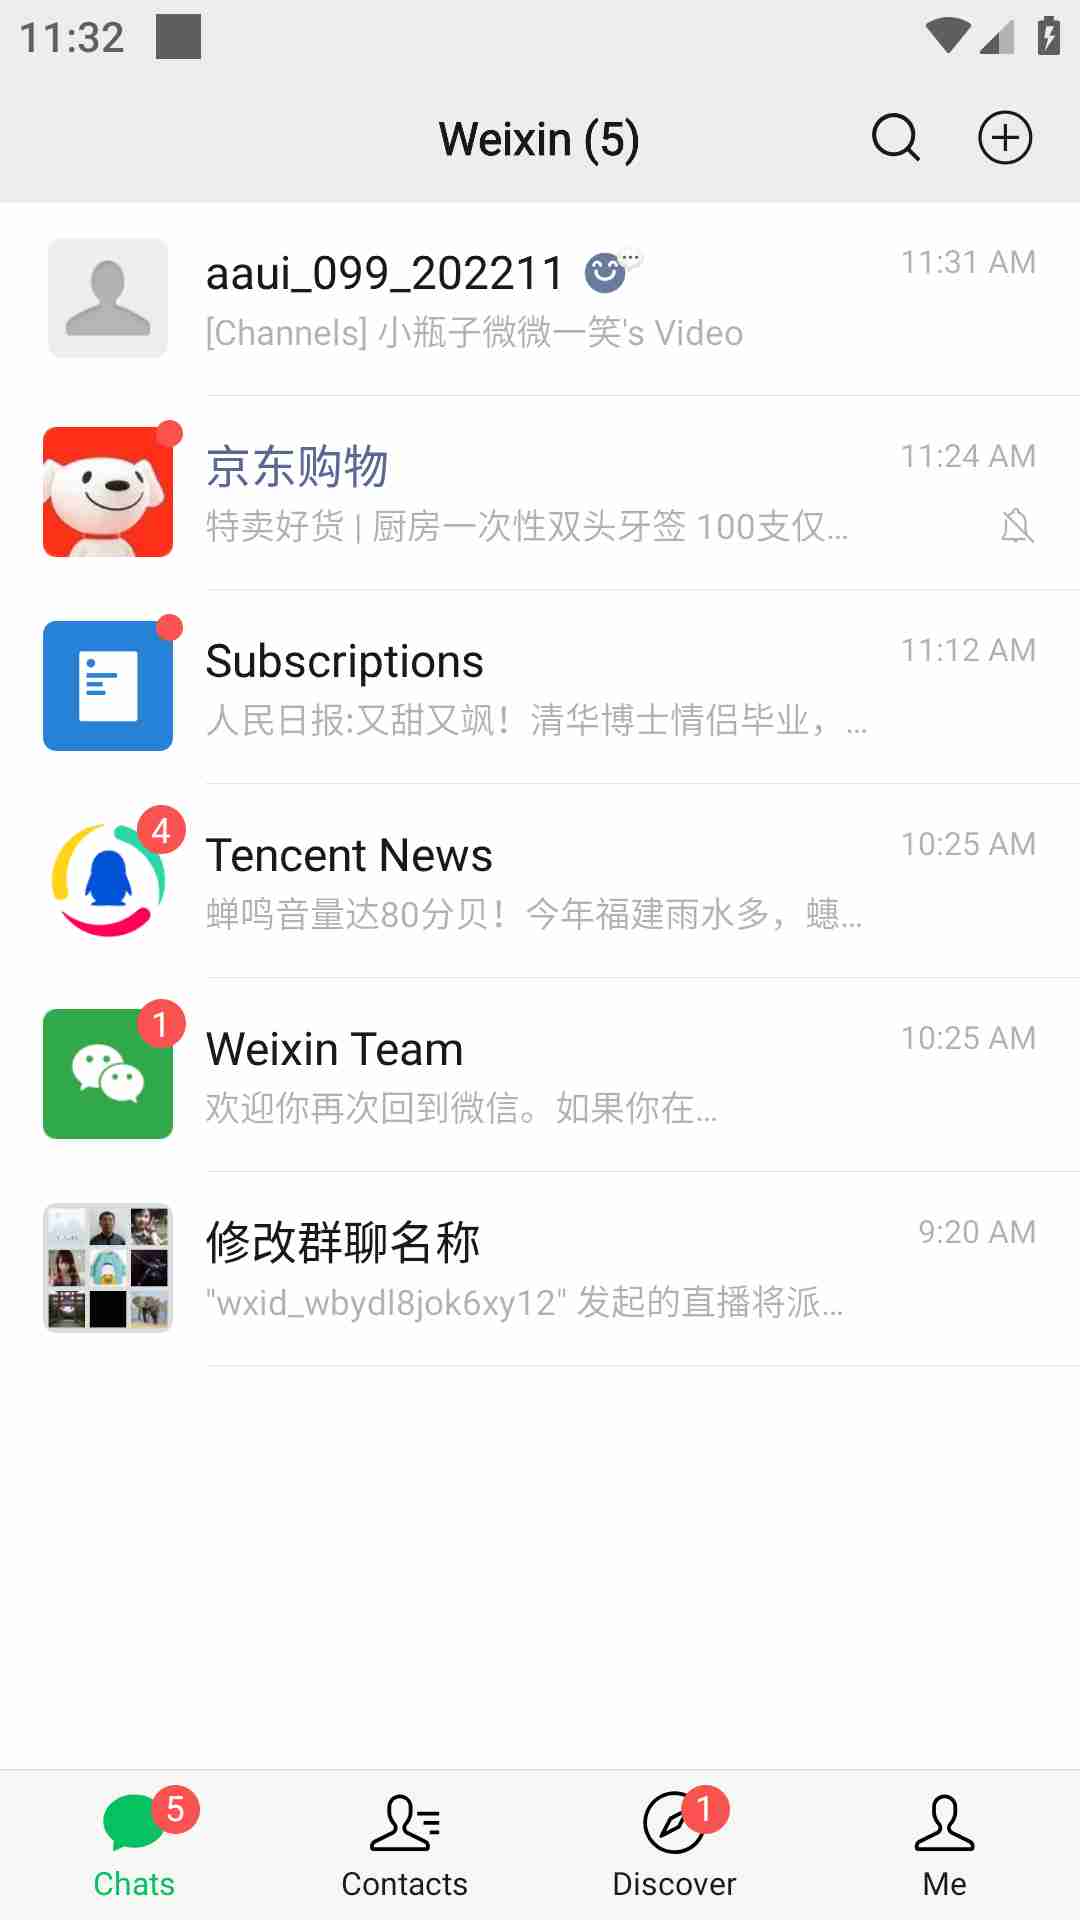 11:32
Weixin (5)
aaui_099_202211
11:31 AM
[Channels] 小瓶子微微一笑's Video
京东购物
11:24 AM
特卖好货 | 厨房一次性双头牙签 100支仅...
Subscriptions
11:12 AM
人民日报:又甜又飒！清华博士情侣毕业，...
4
Tencent News
10:25 AM
蝉鸣音量达80分贝！今年福建雨水多，蟪...
1
Weixin Team
10:25 AM
欢迎你再次回到微信。如果你在...
修改群聊名称
9:20 AM
"wxid_wbydl8jok6xy12" 发起的直播将派...
5
1
Chats
Contacts
Discover
Me